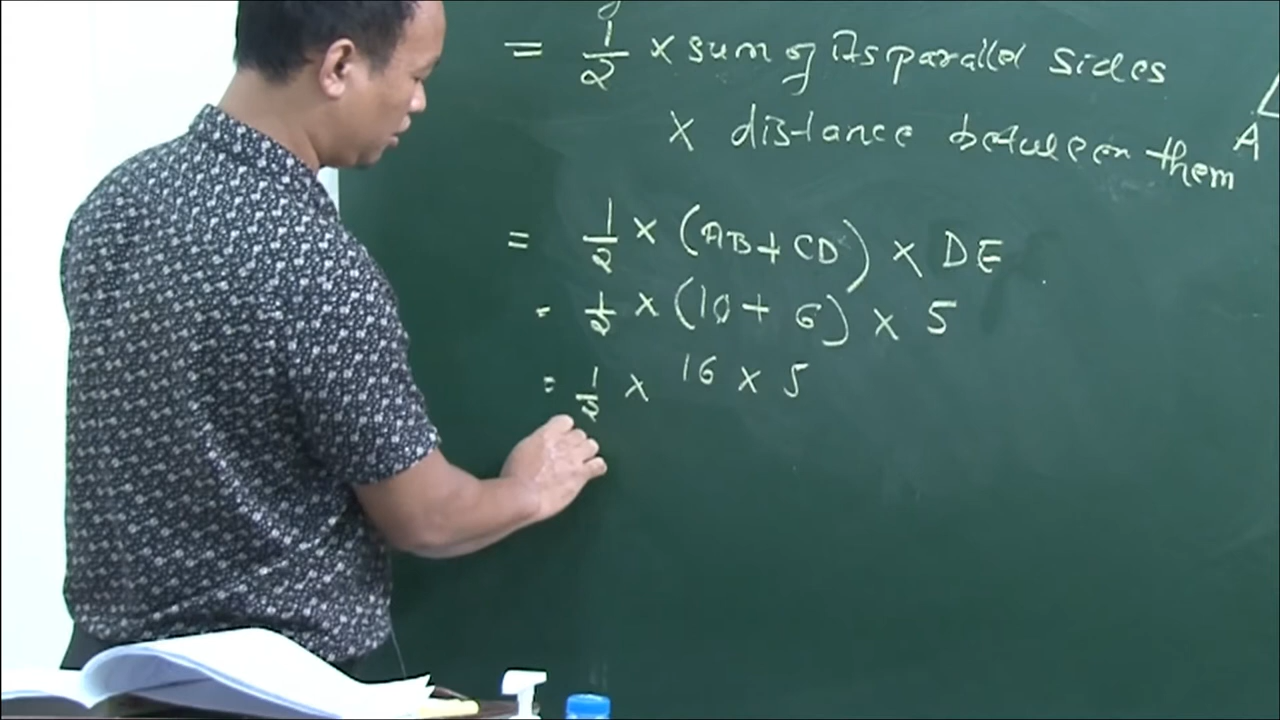 = 1/2 × sum of its parallel sides
× distance between them
A
= 1/2 × (AB + CD) × DE
= 1/2 × (10 + 6) × 5
= 1/2 × 16 × 5